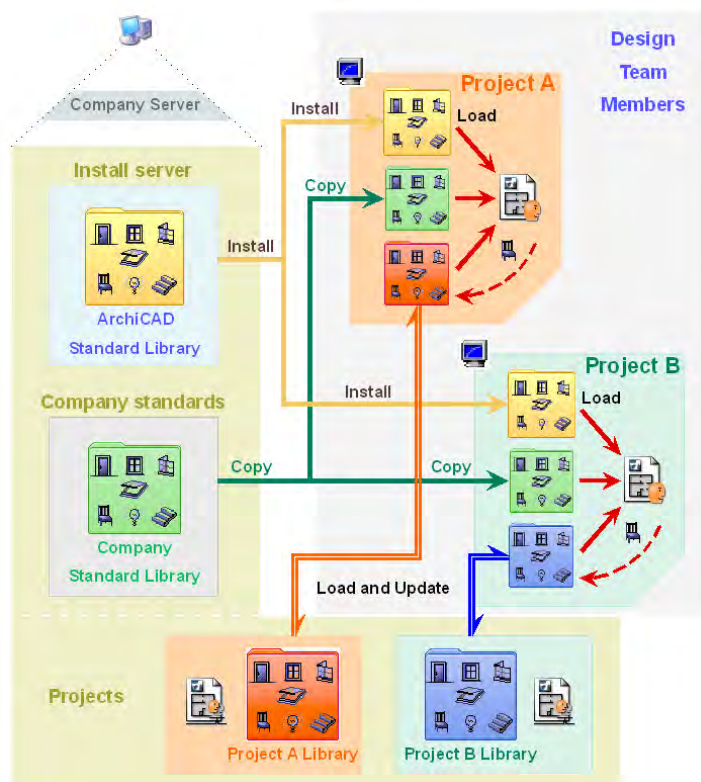 Design
Team
Members
Company Server
Project A
Install
Load
Install server
Copy
Install
ArchiCAD
Standard Library
Project B
Install
Load
Company standards
Copy
Copy
Company
Standard Library
Load and Update
Projects
Project A Library
Project B Library